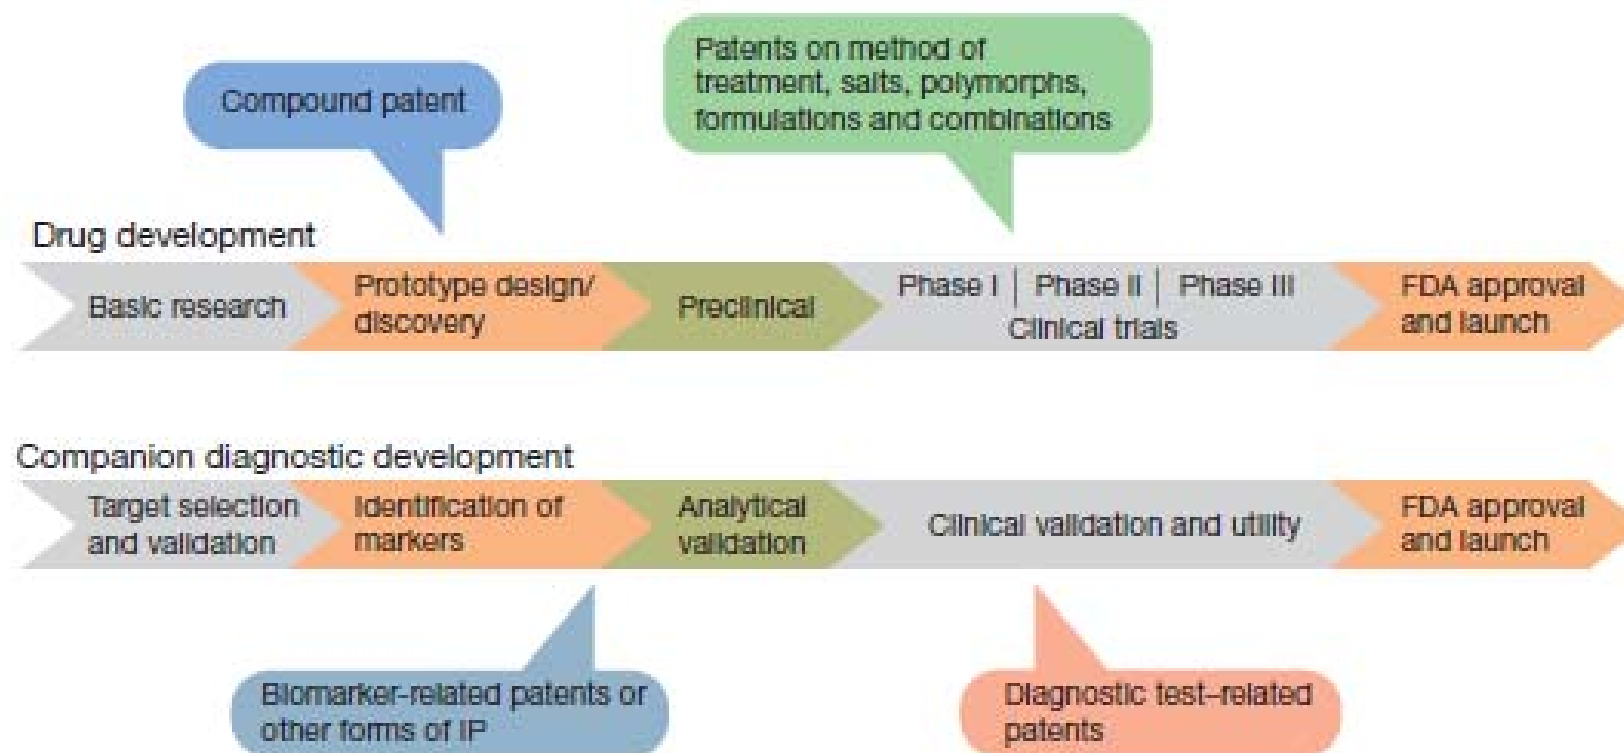 Compound patent
Patents on method of
treatment, salts, polymorphs,
formulations and combinations
Drug development
Basic research
Prototype design/
discovery
Preclinical
Phase I | Phase II | Phase III
Clinical trials
FDA approval
and launch
Companion diagnostic development
Target selection
and validation
Identification of
markers
Analytical
validation
Clinical validation and utility
FDA approval
and launch
Biomarker-related patents or
other forms of IP
Diagnostic test–related
patents